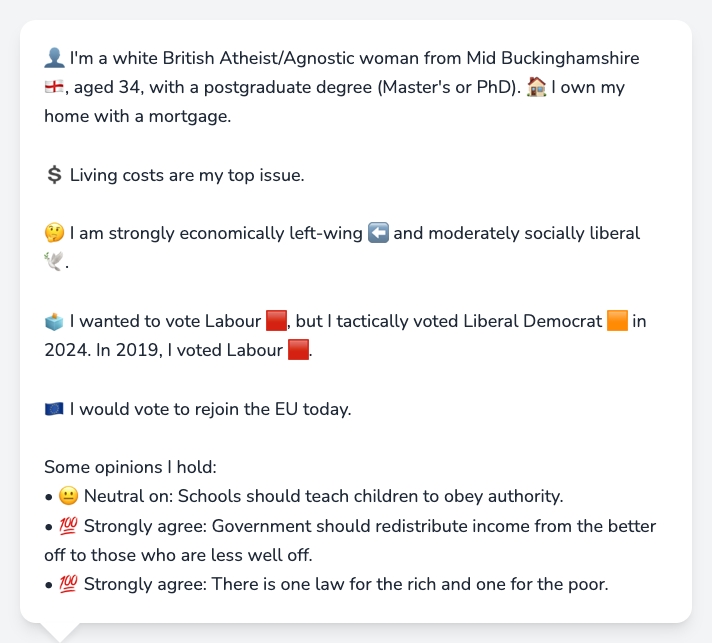 👤 I'm a white British Atheist/Agnostic woman from Mid Buckinghamshire
🏴󠁧󠁢󠁥󠁮󠁧󠁿, aged 34, with a postgraduate degree (Master's or PhD). 🏠 I own my
home with a mortgage.
💲 Living costs are my top issue.
🤔 I am strongly economically left-wing ⬅️ and moderately socially liberal
🕊️.
🗳️ I wanted to vote Labour 🟥, but I tactically voted Liberal Democrat 🟧 in
2024. In 2019, I voted Labour 🟥.
🇪🇺 I would vote to rejoin the EU today.
Some opinions I hold:
• 😐 Neutral on: Schools should teach children to obey authority.
• 💯 Strongly agree: Government should redistribute income from the better
off to those who are less well off.
• 💯 Strongly agree: There is one law for the rich and one for the poor.